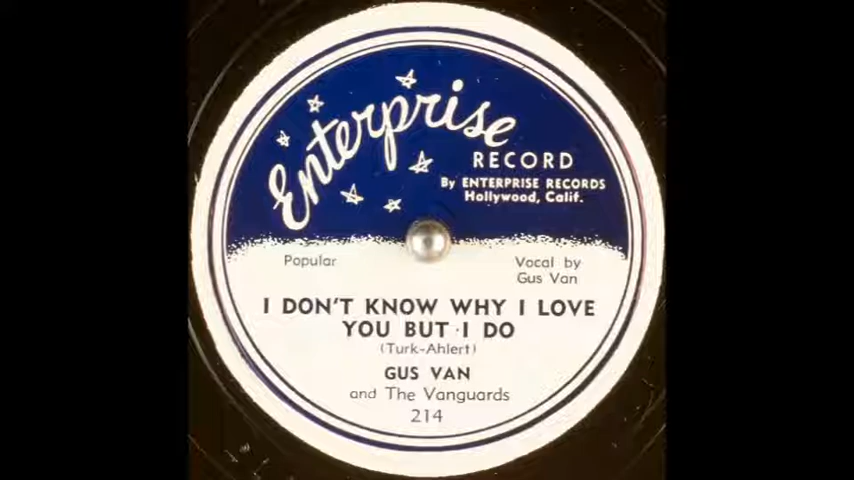 Enterprise
RECORD
By ENTERPRISE RECORDS
Hollywood, Calif.
Popular
Vocal by
Gus Van
I DON'T KNOW WHY I LOVE
YOU BUT I DO
(Turk-Ahlert)
GUS VAN
and The Vanguards
214